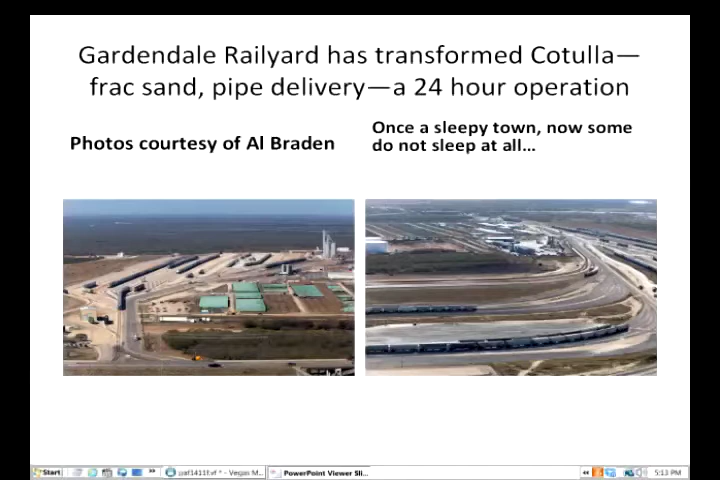 Gardendale Railyard has transformed Cotulla—
frac sand, pipe delivery—a 24 hour operation
Photos courtesy of Al Braden
Once a sleepy town, now some
do not sleep at all…
Start
PowerPoint Viewer Sli...
5:13 PM